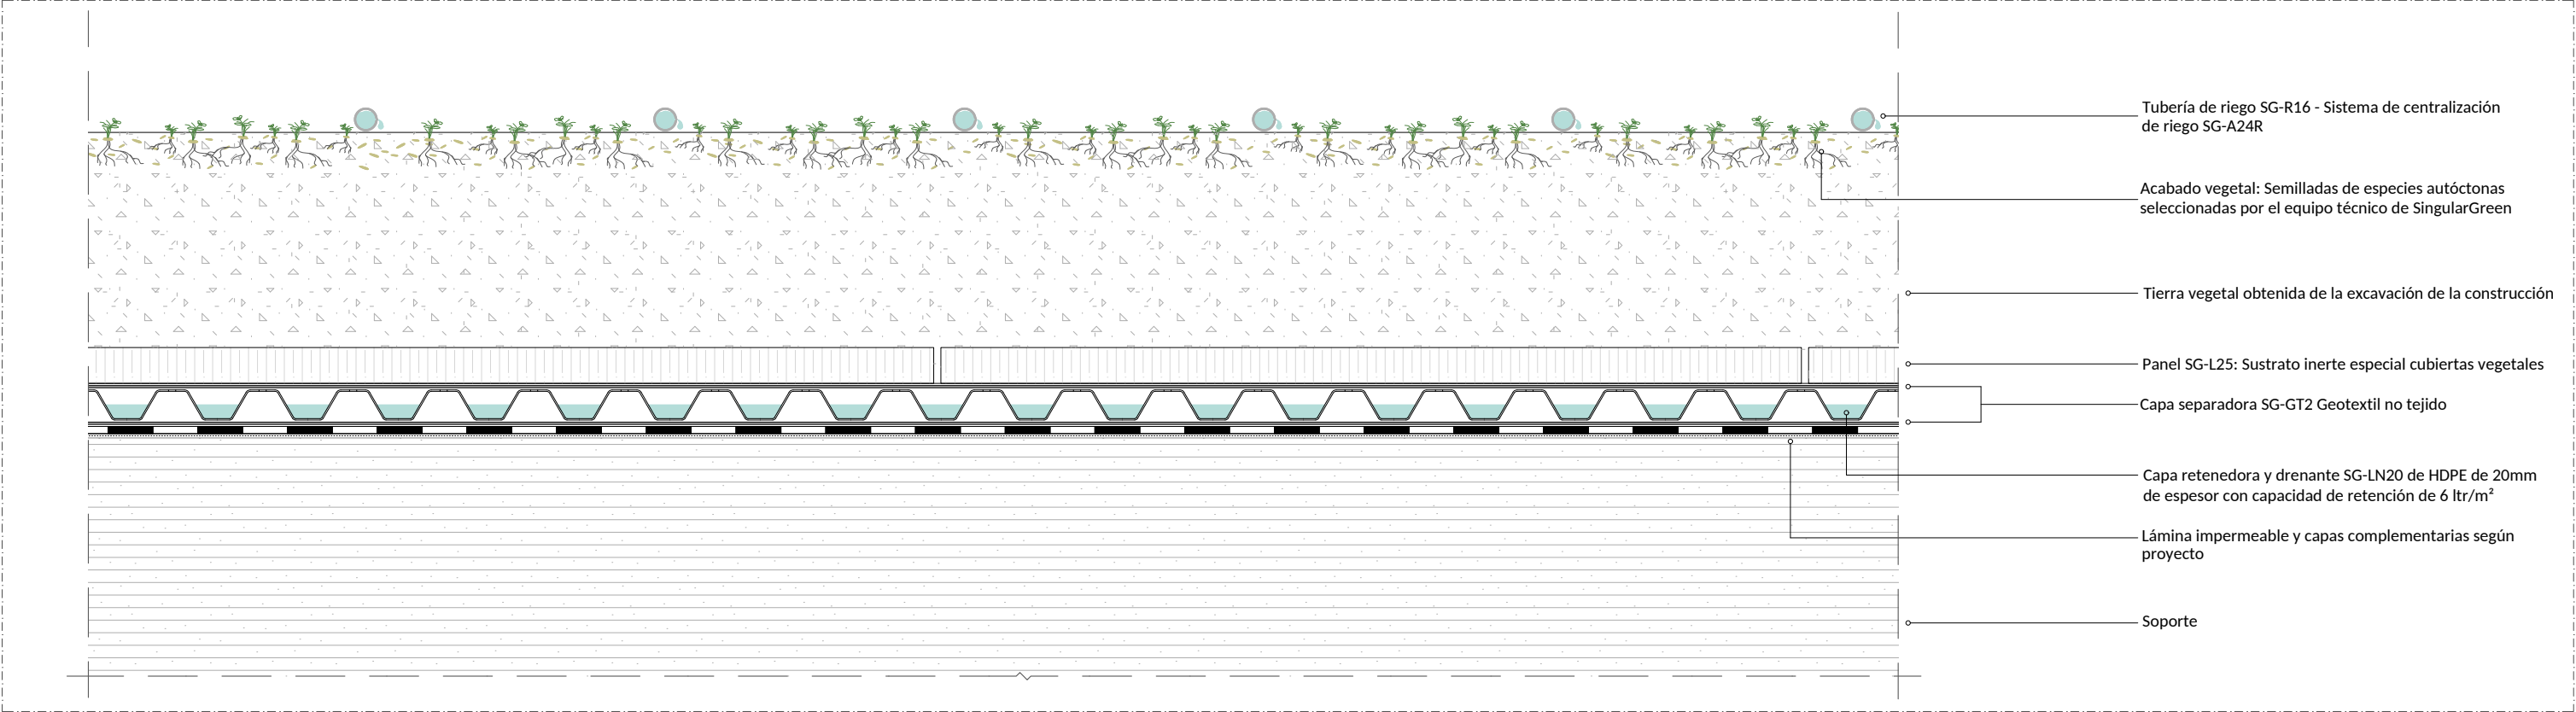 Tubería de riego SG-R16 - Sistema de centralización
de riego SG-A24R
Acabado vegetal: Semilladas de especies autóctonas
seleccionadas por el equipo técnico de SingularGreen
Tierra vegetal obtenida de la excavación de la construcción
Panel SG-L25: Sustrato inerte especial cubiertas vegetales
Capa separadora SG-GT2 Geotextil no tejido
Capa retenedora y drenante SG-LN20 de HDPE de 20mm
de espesor con capacidad de retención de 6 ltr/m²
Lámina impermeable y capas complementarias según
proyecto
Soporte